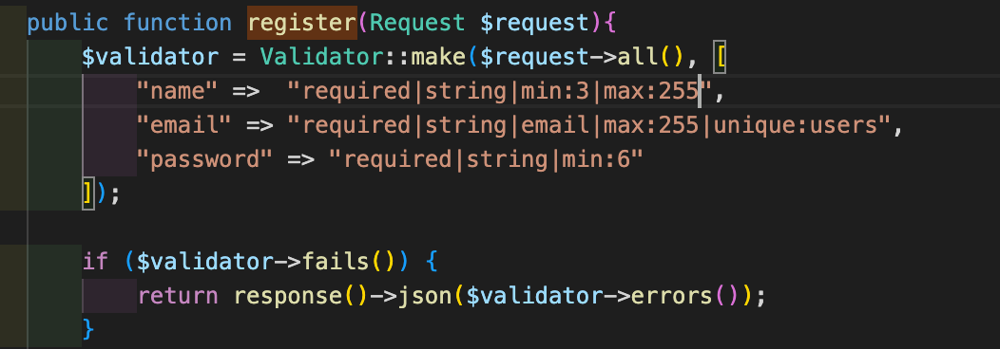 public function register(Request $request){
$validator = Validator::make($request->all(), [
"name" =>  "required|string|min:3|max:255",
"email" => "required|string|email|max:255|unique:users",
"password" => "required|string|min:6"
]);
if ($validator->fails()) {
return response()->json($validator->errors());
}